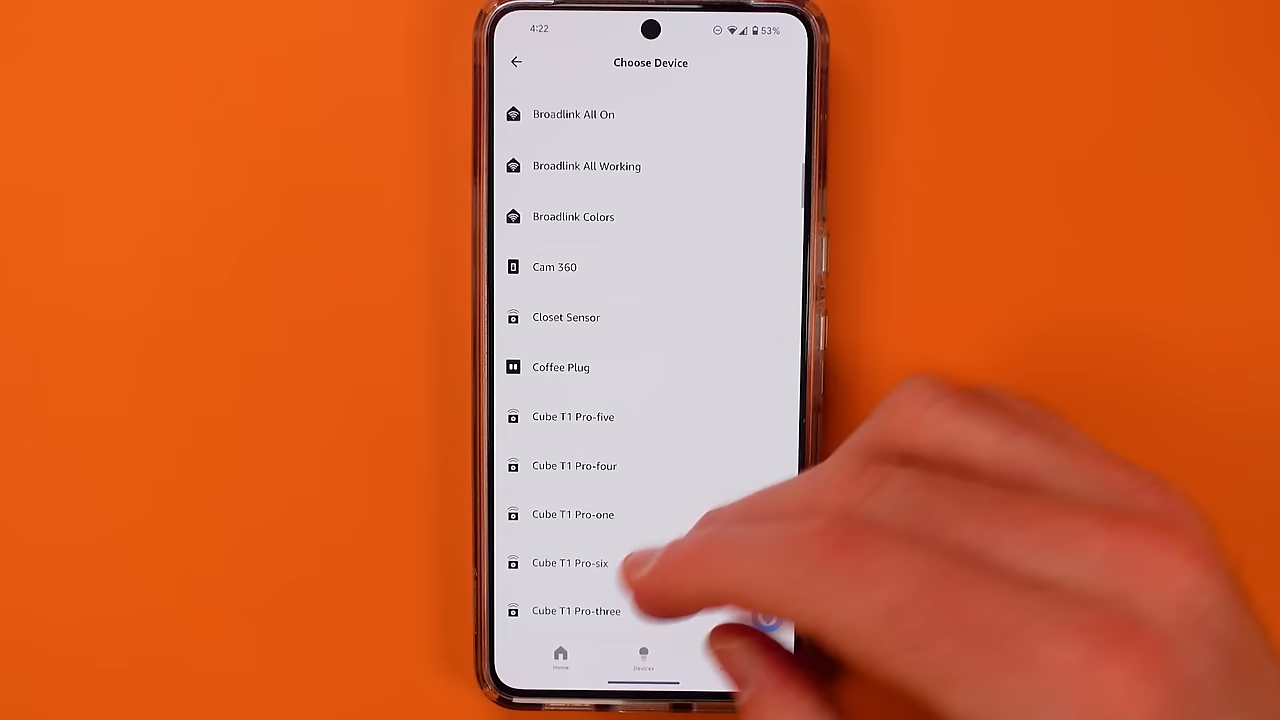 4:22
53%
Choose Device
Broadlink All On
Broadlink All Working
Broadlink Colors
Cam 360
Closet Sensor
Coffee Plug
Cube T1 Pro-five
Cube T1 Pro-four
Cube T1 Pro-one
Cube T1 Pro-six
Cube T1 Pro-three
Home
Devices